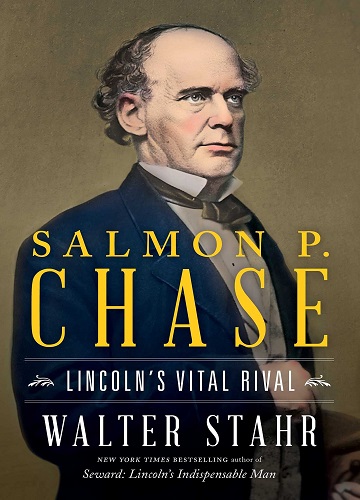 SALMON P.
CHASE
LINCOLN'S VITAL RIVAL
WALTER STAHR
NEW YORK TIMES BESTSELLING author of
Seward: Lincoln's Indispensable Man